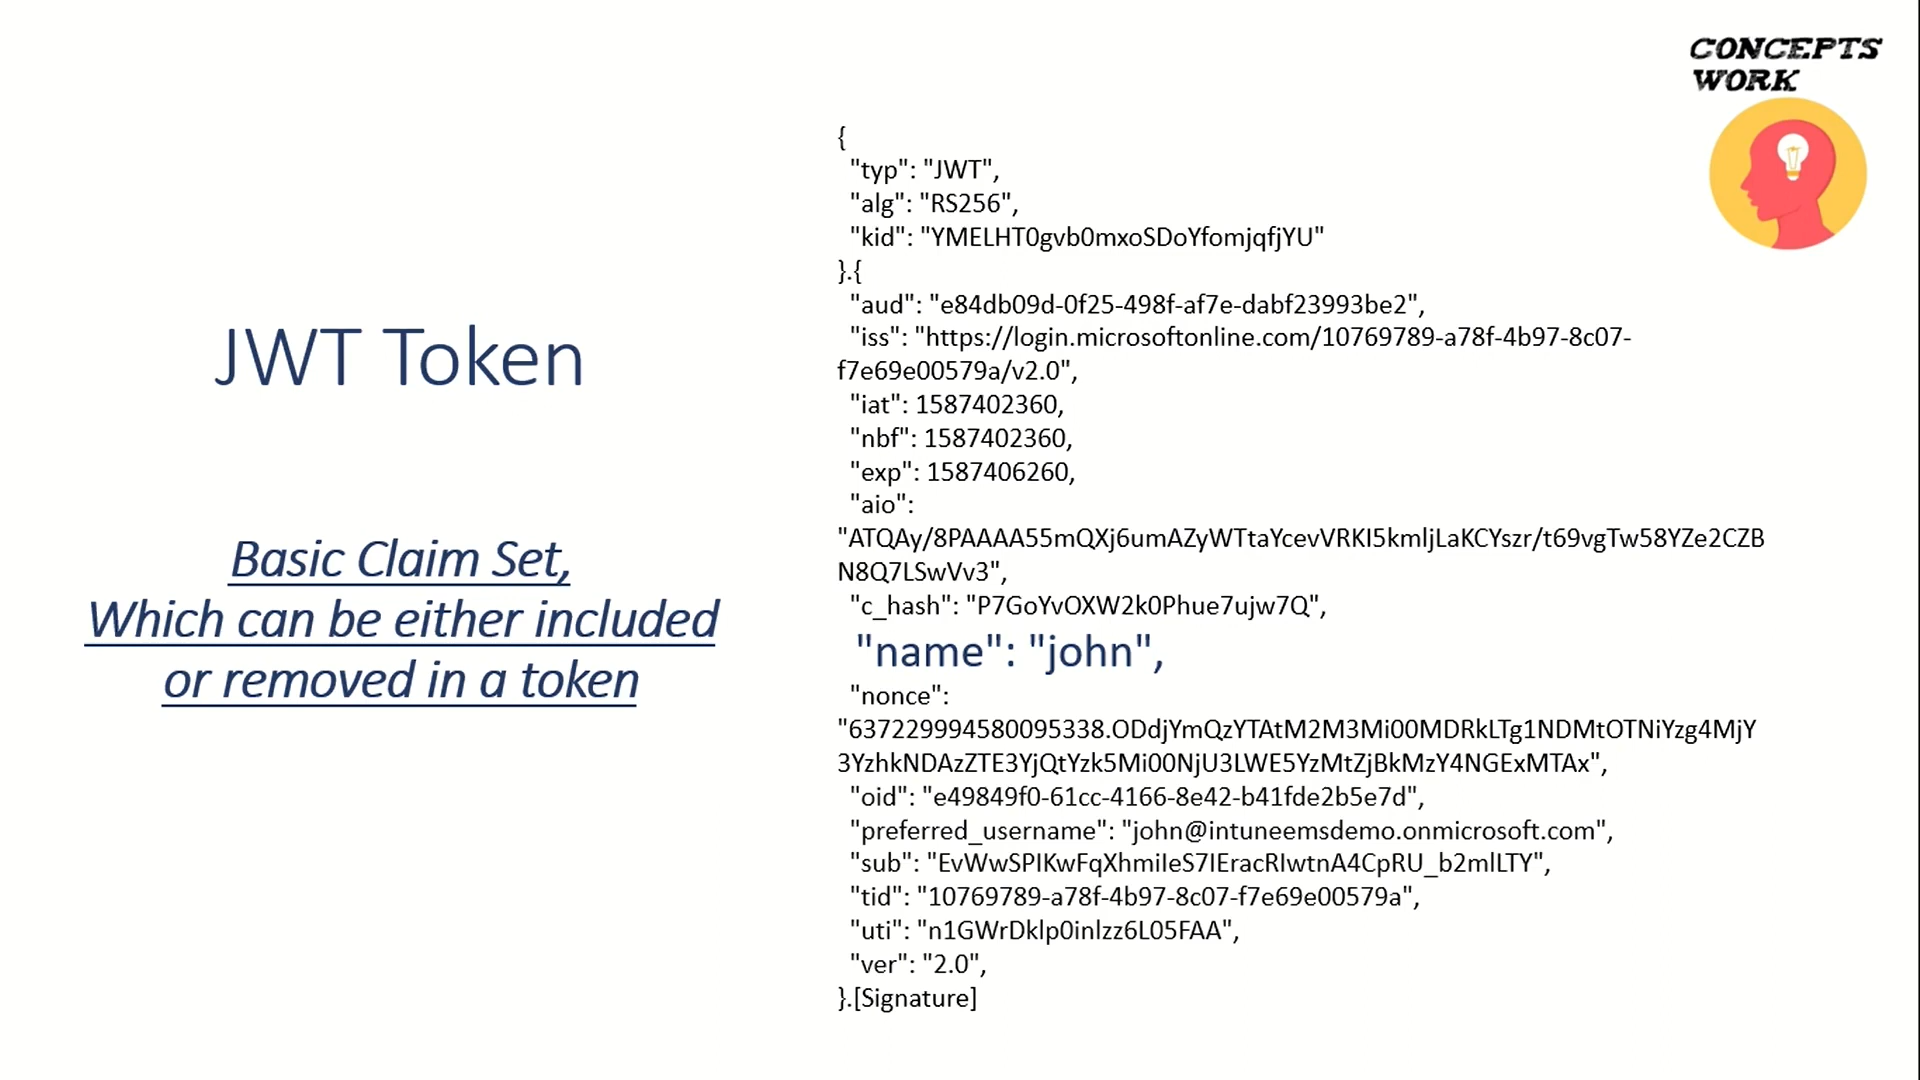 CONCEPTS
WORK
JWT Token
Basic Claim Set,
Which can be either included
or removed in a token
{
"typ": "JWT",
"alg": "RS256",
"kid": "YMELHT0gvb0mxoSDoYfomjqfjYU"
}.{
"aud": "e84db09d-0f25-498f-af7e-dabf23993be2",
"iss": "https://login.microsoftonline.com/10769789-a78f-4b97-8c07-
f7e69e00579a/v2.0",
"iat": 1587402360,
"nbf": 1587402360,
"exp": 1587406260,
"aio":
"ATQAy/8PAAAA55mQXj6umAZyWTtaYcevVRKI5kmljLaKCYszr/t69vgTw58YZe2CZB
N8Q7LSwVv3",
"c_hash": "P7GoYvOXW2k0Phue7ujw7Q",
"name": "john",
"nonce":
"637229994580095338.ODdjYmQzYTAtM2M3Mi00MDRkLTg1NDMtOTNiYzg4MjY
3YzhkNDAzZTE3YjQtYzk5Mi00NjU3LWE5YzMtZjBkMzY4NGExMTAx",
"oid": "e49849f0-61cc-4166-8e42-b41fde2b5e7d",
"preferred_username": "john@intuneemsdemo.onmicrosoft.com",
"sub": "EvWwSPIKwFqXhmiIeS7IEracRIwtnA4CpRU_b2mlLTY",
"tid": "10769789-a78f-4b97-8c07-f7e69e00579a",
"uti": "n1GWrDklp0inlzz6L05FAA",
"ver": "2.0",
}.[Signature]